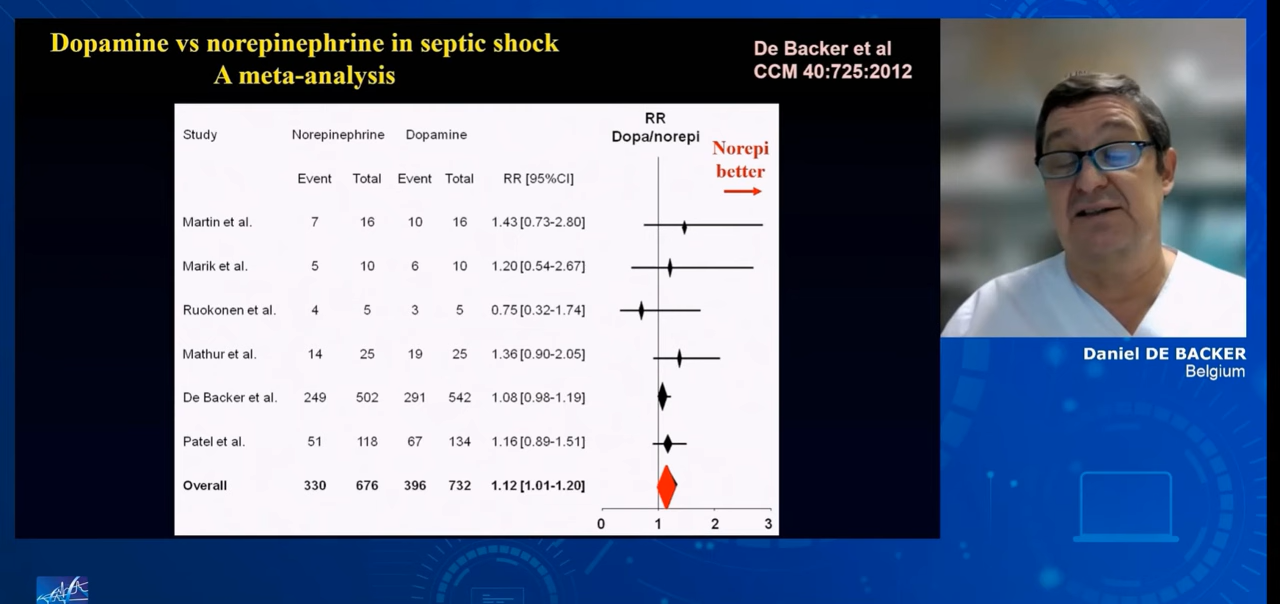 Dopamine vs norepinephrine in septic shock
A meta-analysis
De Backer et al
CCM 40:725:2012
Study Norepinephrine Dopamine RR
Dopa/norepi
Norepi
better
Event Total Event Total RR [95%CI]
Martin et al. 7 16 10 16 1.43 [0.73-2.80]
Marik et al. 5 10 6 10 1.20 [0.54-2.67]
Ruokonen et al. 4 5 3 5 0.75 [0.32-1.74]
Mathur et al. 14 25 19 25 1.36 [0.90-2.05]
De Backer et al. 249 502 291 542 1.08 [0.98-1.19]
Patel et al. 51 118 67 134 1.16 [0.89-1.51]
Overall 330 676 396 732 1.12 [1.01-1.20]
0 1 2 3
Daniel DE BACKER
Belgium